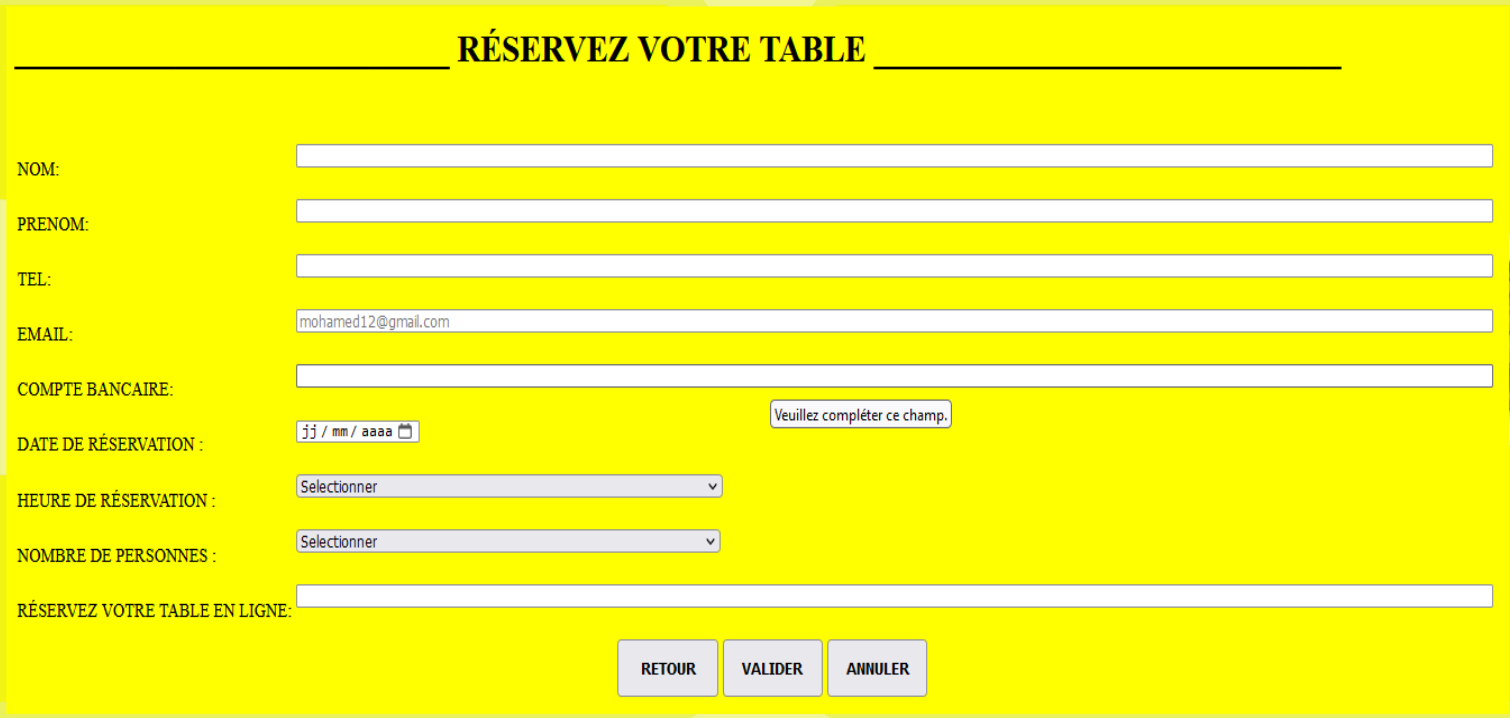 RÉSERVEZ VOTRE TABLE
NOM:
PRENOM:
TEL:
EMAIL: mohamed12@gmail.com
COMPTE BANCAIRE:
Veuillez compléter ce champ.
DATE DE RÉSERVATION : jj / mm / aaaa
HEURE DE RÉSERVATION : Selectionner
NOMBRE DE PERSONNES : Selectionner
RÉSERVEZ VOTRE TABLE EN LIGNE:
RETOUR VALIDER ANNULER